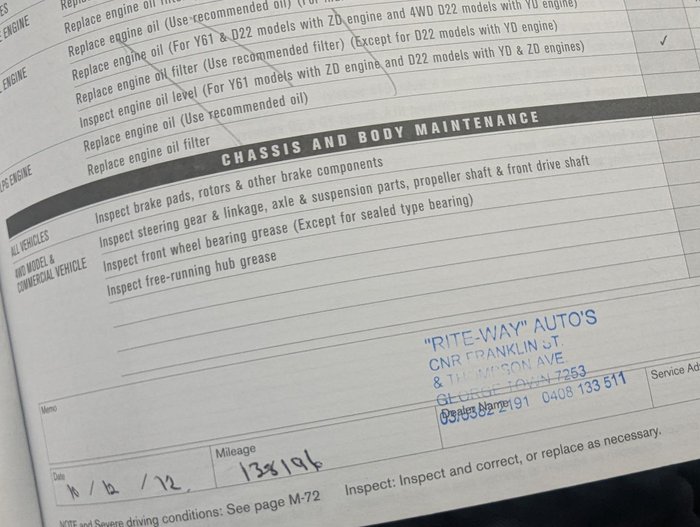 ES
ENGINE
Replace engine oil (Use recommended oil)
Replace engine oil (For Y61 & D22 models with ZD engine and 4WD D22 models with YD engine)
ENGINE
Replace engine oil filter (Use recommended filter) (Except for D22 models with YD engine)
Inspect engine oil level (For Y61 models with ZD engine and D22 models with YD & ZD engines) ✓
Replace engine oil (Use recommended oil)
LPG ENGINE
Replace engine oil filter
CHASSIS AND BODY MAINTENANCE
ALL VEHICLES
Inspect brake pads, rotors & other brake components
4WD MODEL &
COMMERCIAL VEHICLE
Inspect steering gear & linkage, axle & suspension parts, propeller shaft & front drive shaft
Inspect front wheel bearing grease (Except for sealed type bearing)
Inspect free-running hub grease
"RITE-WAY" AUTO'S
CNR FRANKLIN ST.
& THOMPSON AVE.
GEORGE TOWN 7253
0363822191 0408 133 511
Memo
Dealer Name
Service Ad
Date
10 / 12 / 12
Mileage
138196
NOTE and Severe driving conditions: See page M-72
Inspect: Inspect and correct, or replace as necessary.